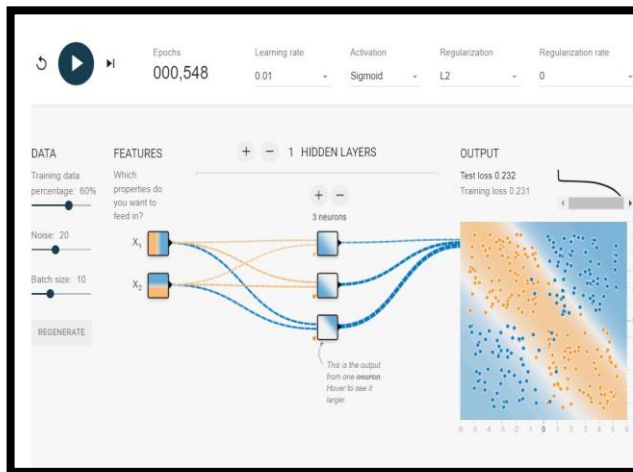 Epochs
000,548
Learning rate
0.01
Activation
Sigmoid
Regularization
L2
Regularization rate
0
DATA
Training data
percentage: 60%
Noise: 20
Batch size: 10
REGENERATE
FEATURES
Which
properties do
you want to
feed in?
X1
X2
+ − 1 HIDDEN LAYERS
+ −
3 neurons
This is the output
from one neuron.
Hover to see it
larger.
OUTPUT
Test loss 0.232
Training loss 0.231
-6 -5 -4 -3 -2 -1 0 1 2 3 4 5 6